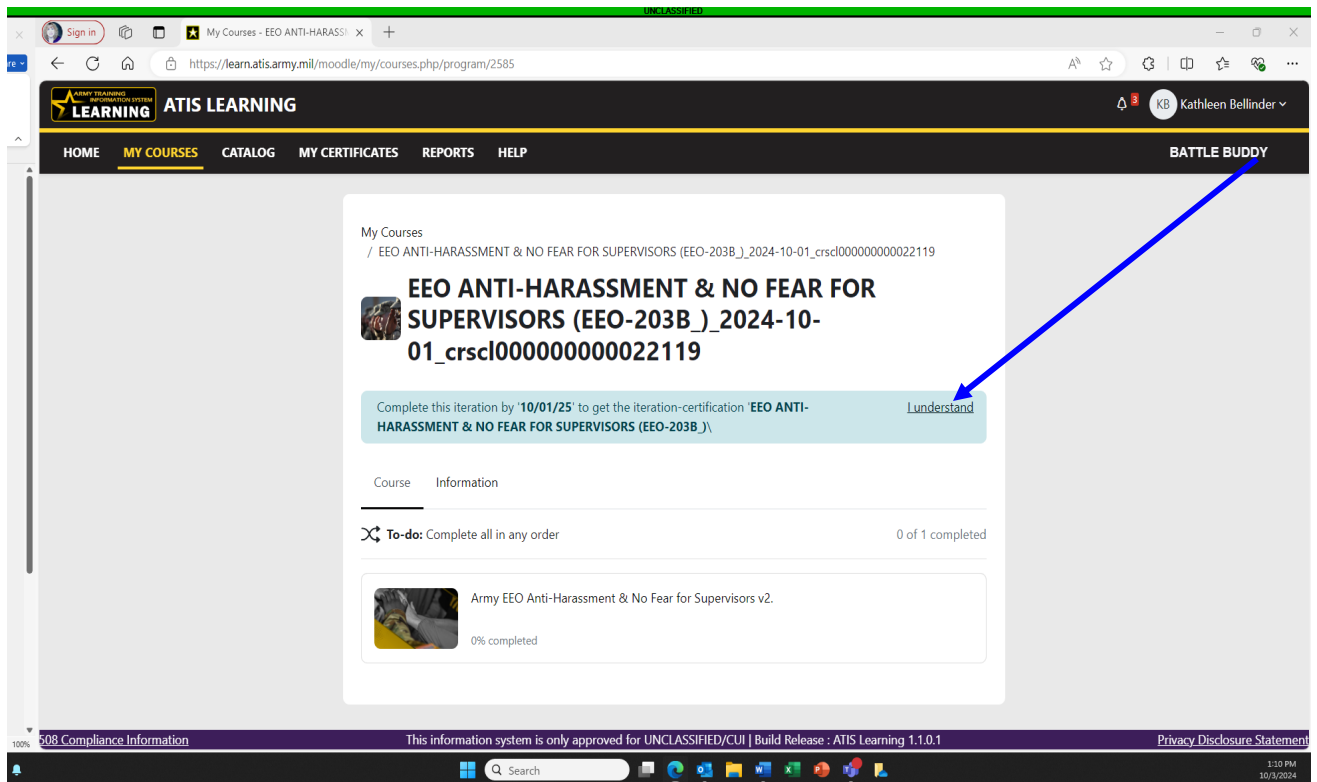 UNCLASSIFIED
Sign in
My Courses - EEO ANTI-HARASS
https://learn.atis.army.mil/moodle/my/courses.php/program/2585
ARMY TRAINING
INFORMATION SYSTEM
LEARNING
ATIS LEARNING
3
KB Kathleen Bellinder
HOME MY COURSES CATALOG MY CERTIFICATES REPORTS HELP
BATTLE BUDDY
My Courses
/ EEO ANTI-HARASSMENT & NO FEAR FOR SUPERVISORS (EEO-203B_)_2024-10-01_crscl000000000022119
EEO ANTI-HARASSMENT & NO FEAR FOR
SUPERVISORS (EEO-203B_)_2024-10-
01_crscl000000000022119
Complete this iteration by '10/01/25' to get the iteration-certification 'EEO ANTI-
HARASSMENT & NO FEAR FOR SUPERVISORS (EEO-203B_)\
I understand
Course Information
To-do: Complete all in any order
0 of 1 completed
Army EEO Anti-Harassment & No Fear for Supervisors v2.
0% completed
100%
508 Compliance Information
This information system is only approved for UNCLASSIFIED/CUI | Build Release : ATIS Learning 1.1.0.1
Privacy Disclosure Statement
Search
1:10 PM
10/3/2024